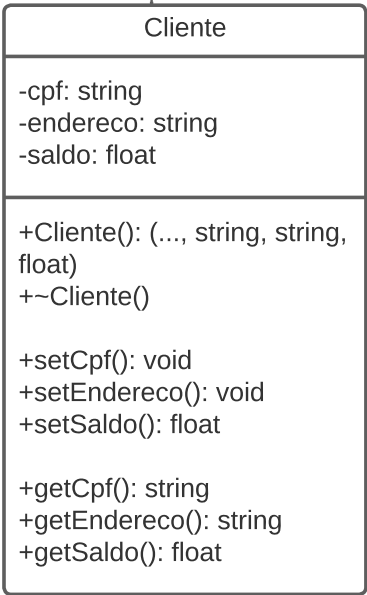 Cliente
-cpf: string
-endereco: string
-saldo: float
+Cliente(): (..., string, string,
float)
+~Cliente()
+setCpf(): void
+setEndereco(): void
+setSaldo(): float
+getCpf(): string
+getEndereco(): string
+getSaldo(): float